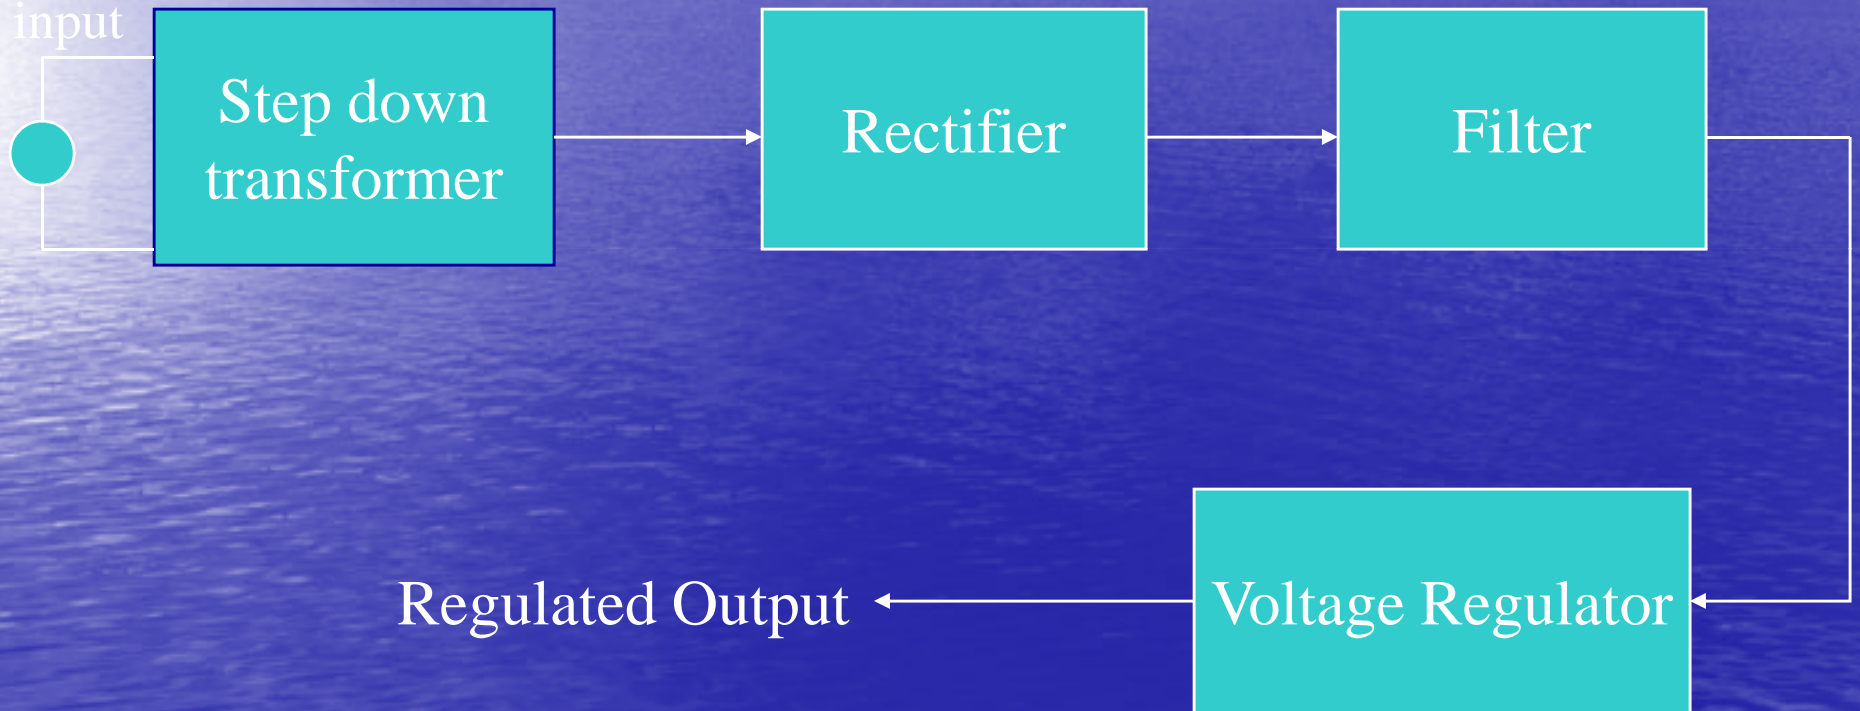 input
Step down
transformer
Rectifier
Filter
Voltage Regulator
Regulated Output